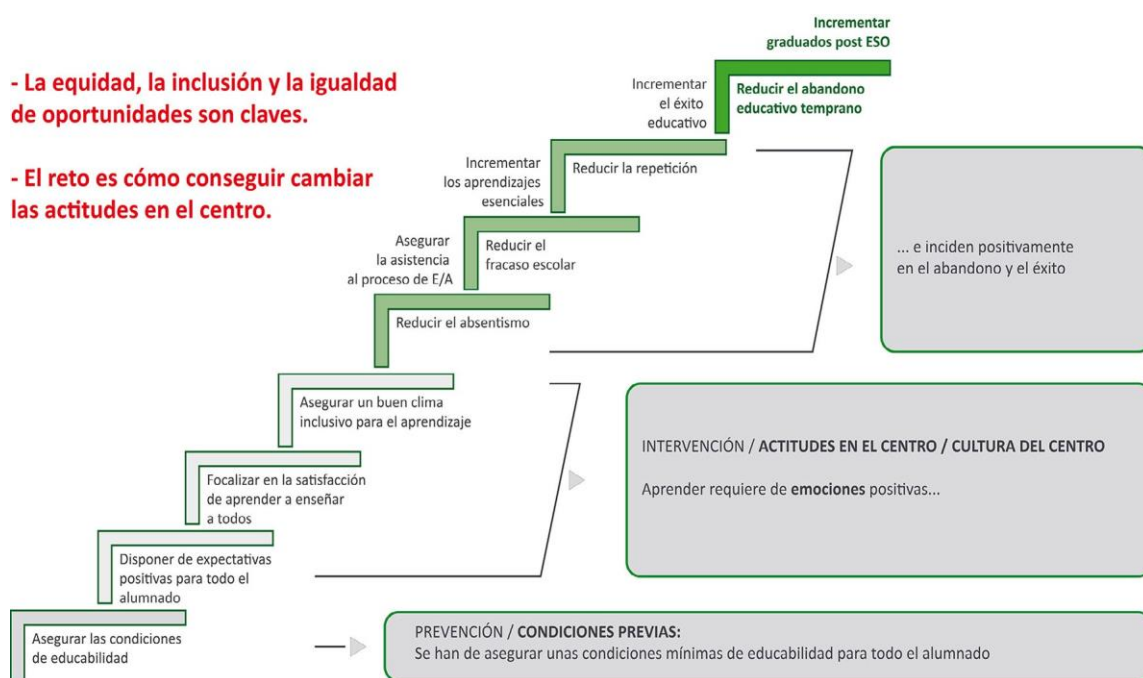 Incrementar
graduados post ESO
- La equidad, la inclusión y la igualdad
de oportunidades son claves.
Incrementar
el éxito
educativo
Reducir el abandono
educativo temprano
- El reto es cómo conseguir cambiar
las actitudes en el centro.
Incrementar
los aprendizajes
esenciales
Reducir la repetición
Asegurar
la asistencia
al proceso de E/A
Reducir el
fracaso escolar
... e inciden positivamente
en el abandono y el éxito
Reducir el absentismo
Asegurar un buen clima
inclusivo para el aprendizaje
INTERVENCIÓN / ACTITUDES EN EL CENTRO / CULTURA DEL CENTRO
Aprender requiere de emociones positivas...
Focalizar en la satisfacción
de aprender a enseñar
a todos
Disponer de expectativas
positivas para todo el
alumnado
Asegurar las condiciones
de educabilidad
PREVENCIÓN / CONDICIONES PREVIAS:
Se han de asegurar unas condiciones mínimas de educabilidad para todo el alumnado